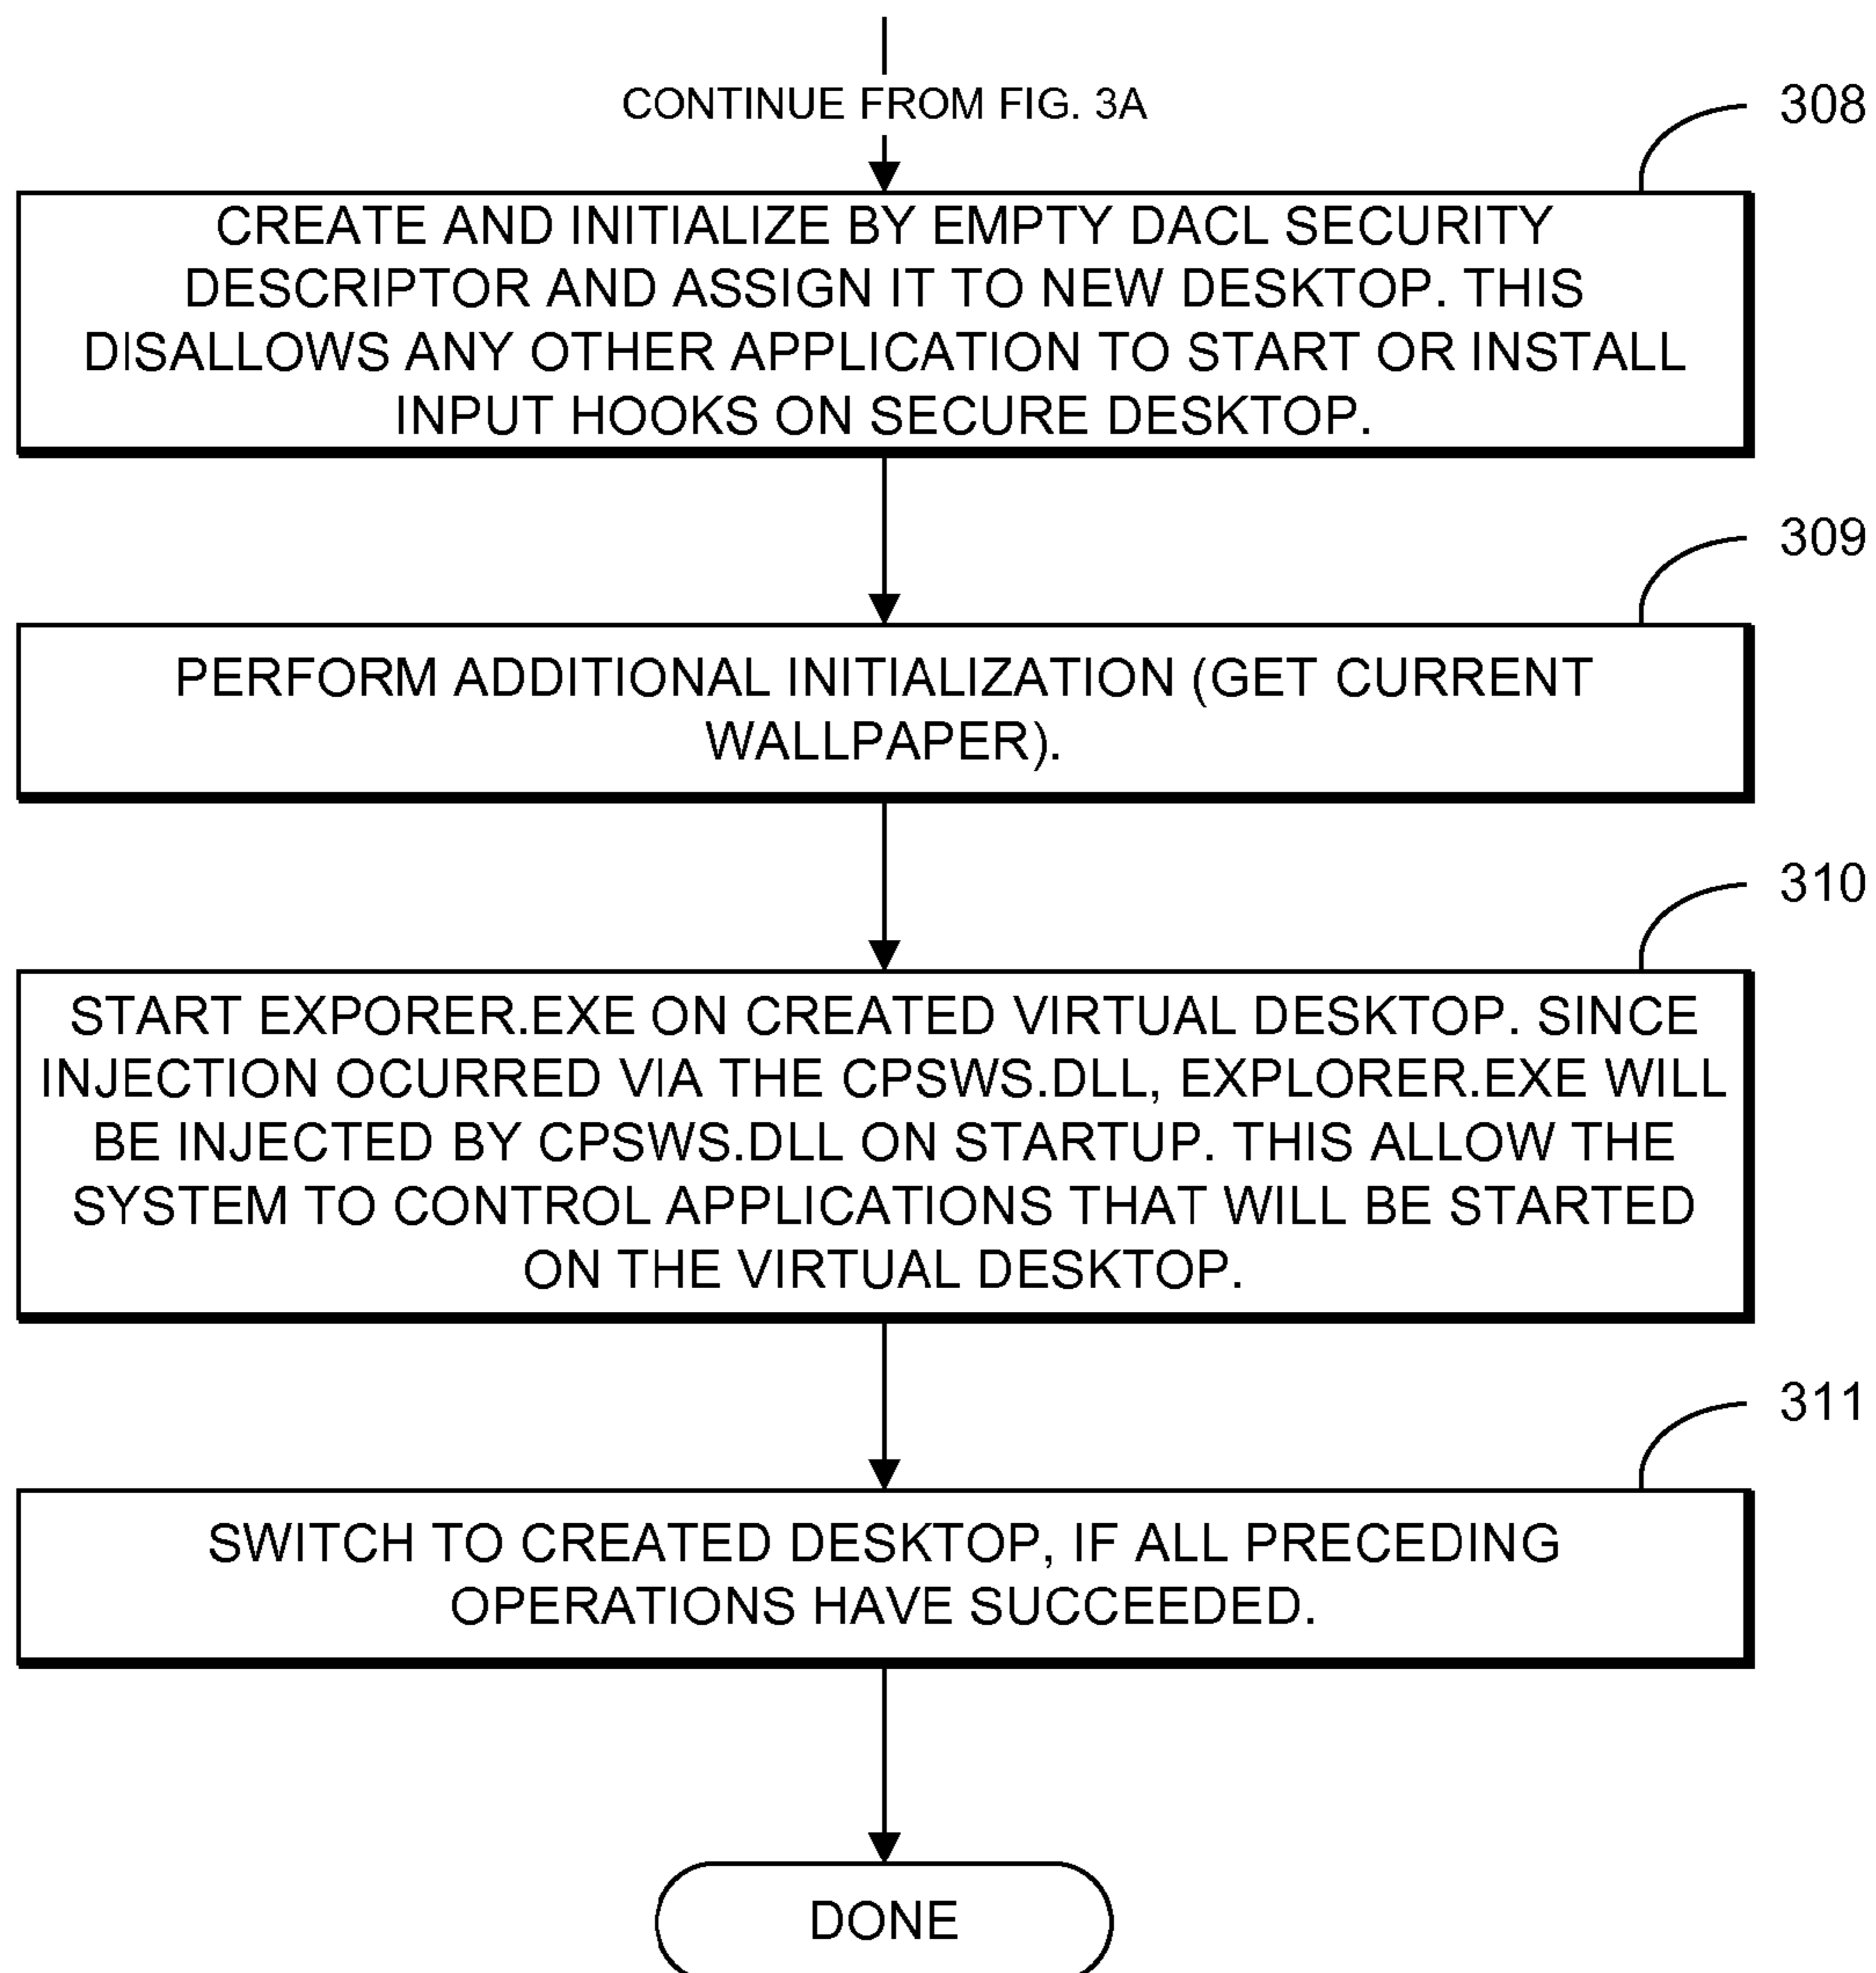 CONTINUE FROM FIG. 3A
308
CREATE AND INITIALIZE BY EMPTY DACL SECURITY
DESCRIPTOR AND ASSIGN IT TO NEW DESKTOP. THIS
DISALLOWS ANY OTHER APPLICATION TO START OR INSTALL
INPUT HOOKS ON SECURE DESKTOP.
309
PERFORM ADDITIONAL INITIALIZATION (GET CURRENT
WALLPAPER).
310
START EXPORER.EXE ON CREATED VIRTUAL DESKTOP. SINCE
INJECTION OCURRED VIA THE CPSWS.DLL, EXPLORER.EXE WILL
BE INJECTED BY CPSWS.DLL ON STARTUP. THIS ALLOW THE
SYSTEM TO CONTROL APPLICATIONS THAT WILL BE STARTED
ON THE VIRTUAL DESKTOP.
311
SWITCH TO CREATED DESKTOP, IF ALL PRECEDING
OPERATIONS HAVE SUCCEEDED.
DONE